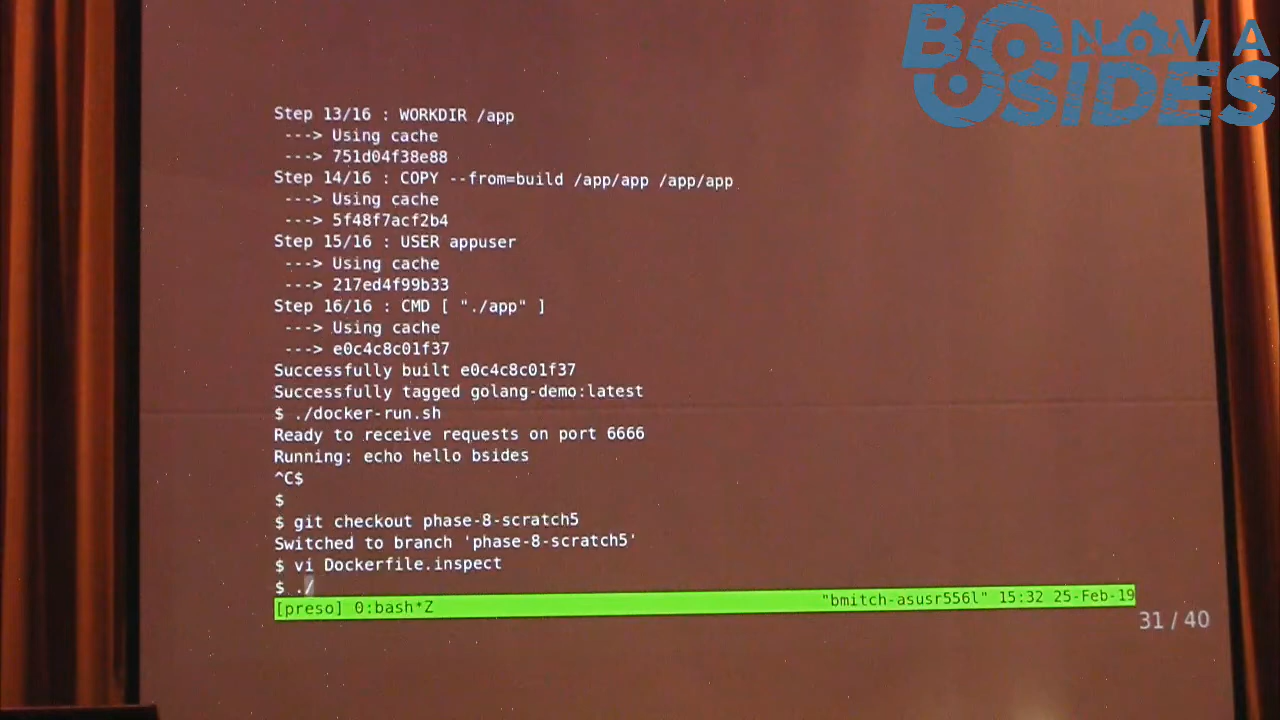 BSIDES NOVA
Step 13/16 : WORKDIR /app
---> Using cache
---> 751d04f38e88
Step 14/16 : COPY --from=build /app/app /app/app
---> Using cache
---> 5f48f7acf2b4
Step 15/16 : USER appuser
---> Using cache
---> 217ed4f99b33
Step 16/16 : CMD [ "./app" ]
---> Using cache
---> e0c4c8c01f37
Successfully built e0c4c8c01f37
Successfully tagged golang-demo:latest
$ ./docker-run.sh
Ready to receive requests on port 6666
Running: echo hello bsides
^C$
$
$ git checkout phase-8-scratch5
Switched to branch 'phase-8-scratch5'
$ vi Dockerfile.inspect
$ ./
[preso] 0:bash*Z "bmitch-asusr556l" 15:32 25-Feb-19
31 / 40